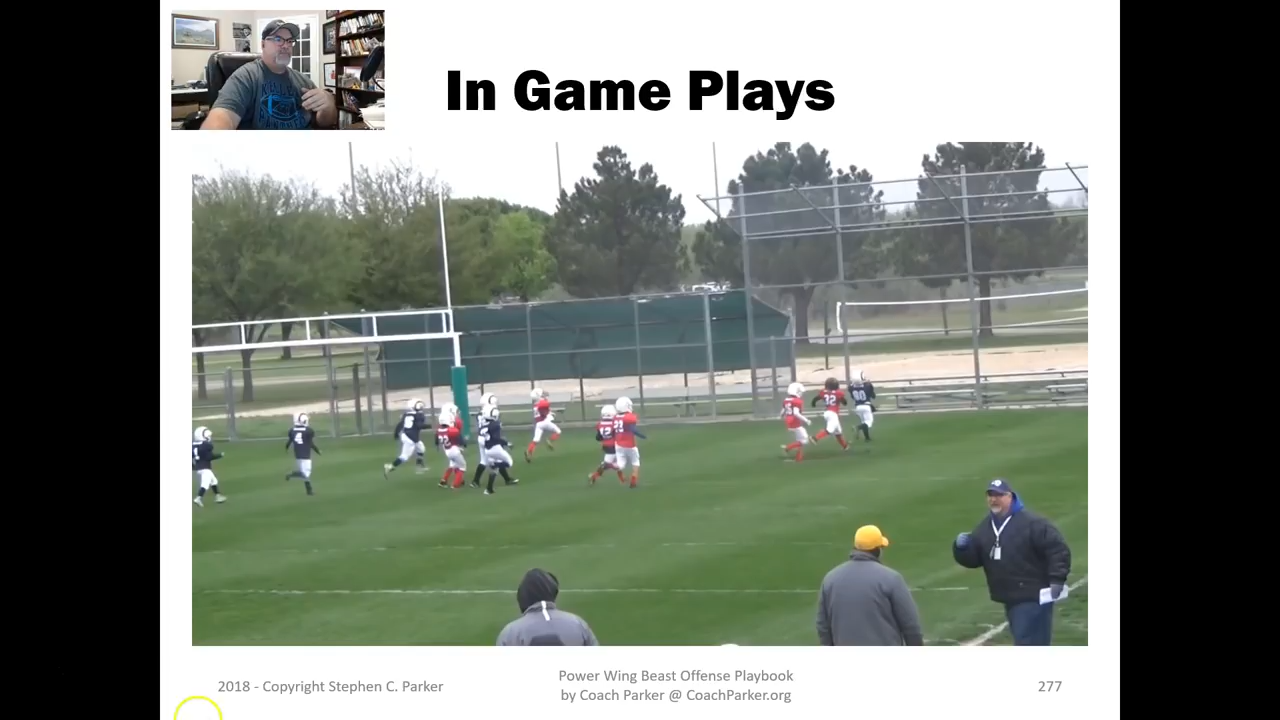 In Game Plays
2018 - Copyright Stephen C. Parker
Power Wing Beast Offense Playbook
by Coach Parker @ CoachParker.org
277